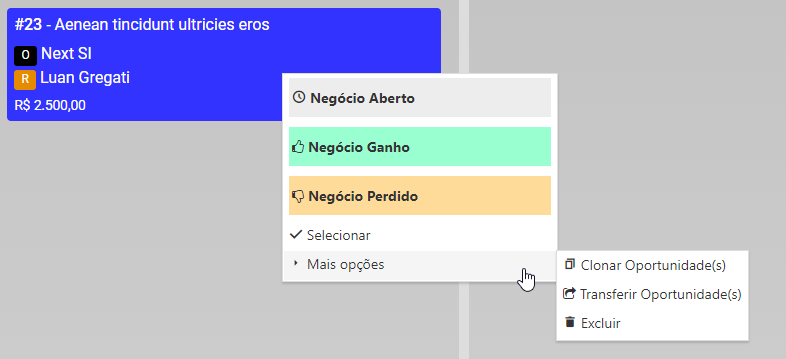 #23 - Aenean tincidunt ultricies eros
O Next SI
R Luan Gregati
R$ 2.500,00
Negócio Aberto
Negócio Ganho
Negócio Perdido
Selecionar
Mais opções
Clonar Oportunidade(s)
Transferir Oportunidade(s)
Excluir